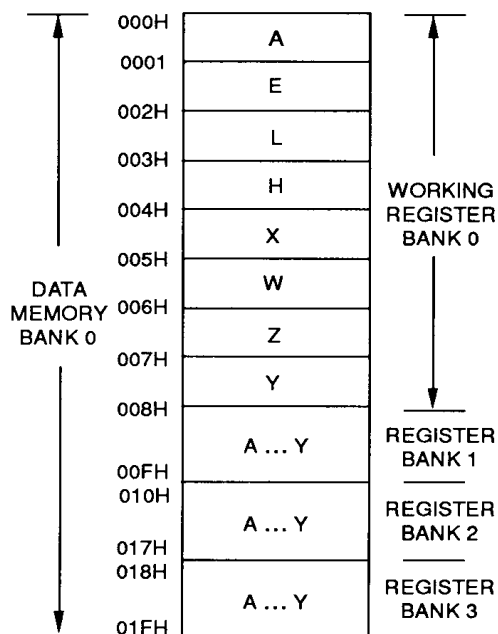 000H
A
0001
E
002H
L
003H
H
004H
X
005H
W
006H
Z
007H
Y
008H
A ... Y
00FH
010H
A ... Y
017H
018H
A ... Y
01FH
DATA
MEMORY
BANK 0
WORKING
REGISTER
BANK 0
REGISTER
BANK 1
REGISTER
BANK 2
REGISTER
BANK 3